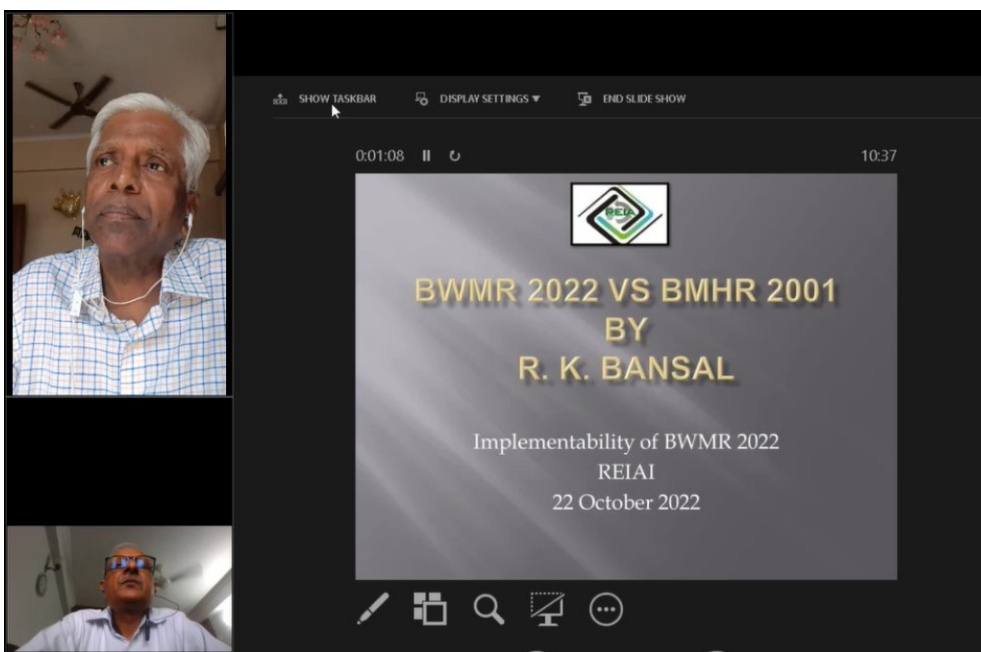 SHOW TASKBAR
DISPLAY SETTINGS ▼
END SLIDE SHOW
0:01:08
10:37
REIA
BWMR 2022 VS BMHR 2001
BY
R. K. BANSAL
Implementability of BWMR 2022
REIAI
22 October 2022